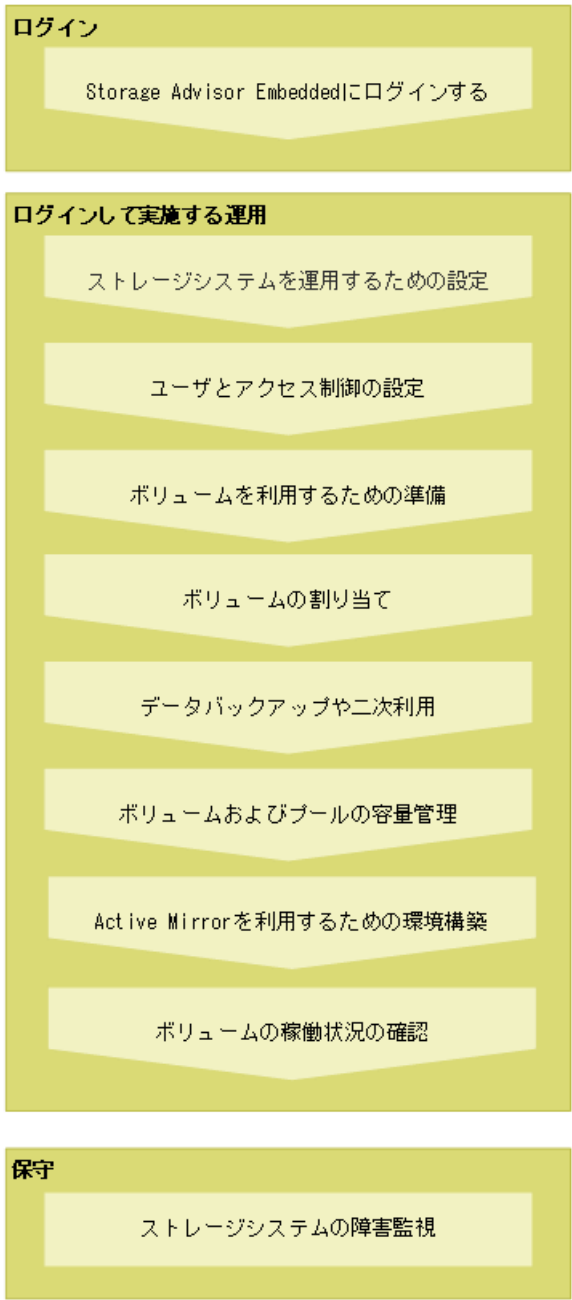 ログイン
Storage Advisor Embeddedにログインする
ログインして実施する運用
ストレージシステムを運用するための設定
ユーザとアクセス制御の設定
ボリュームを利用するための準備
ボリュームの割り当て
データバックアップや二次利用
ボリュームおよびプールの容量管理
Active Mirrorを利用するための環境構築
ボリュームの稼働状況の確認
保守
ストレージシステムの障害監視